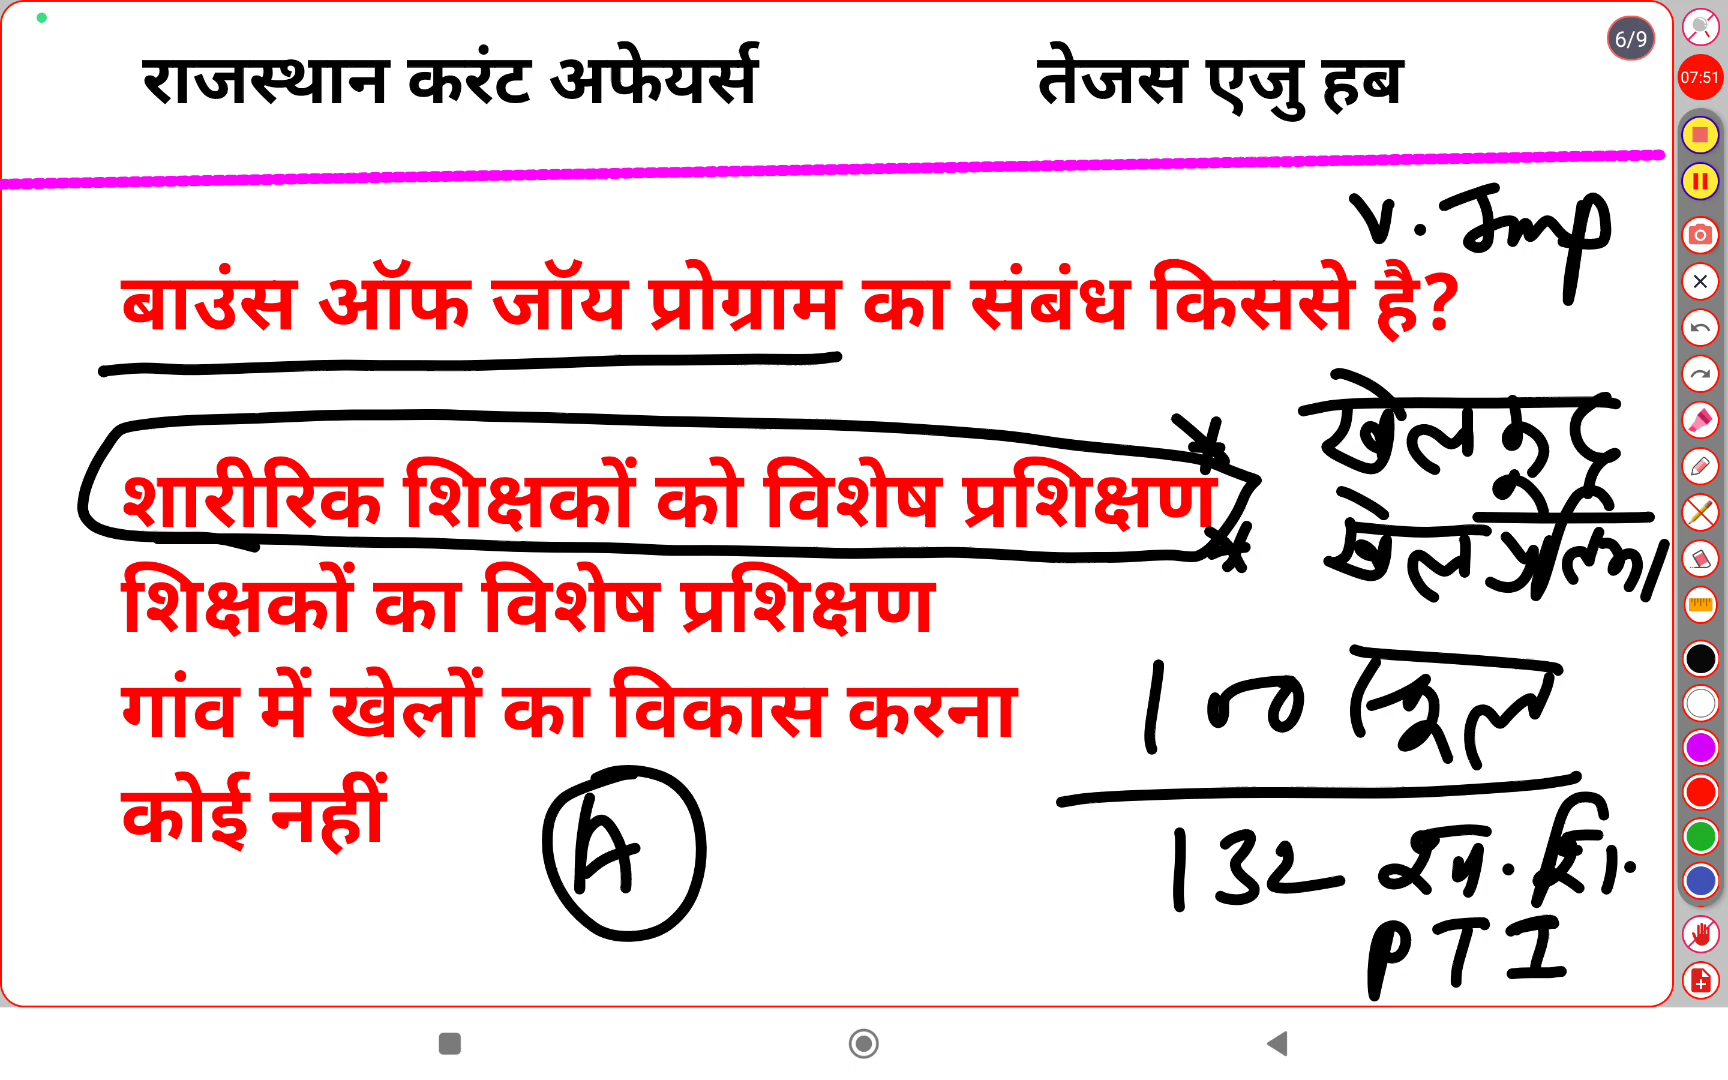 राजस्थान करंट अफेयर्स तेजस एजु हब
6/9
07:51
V. Imp
बाउंस ऑफ जॉय प्रोग्राम का संबंध किससे है?
खेलकूद
शारीरिक शिक्षकों को विशेष प्रशिक्षण
खेल
शिक्षकों का विशेष प्रशिक्षण
गांव में खेलों का विकास करना
100 स्कूल
कोई नहीं
A
132 शा. शि.
PTI